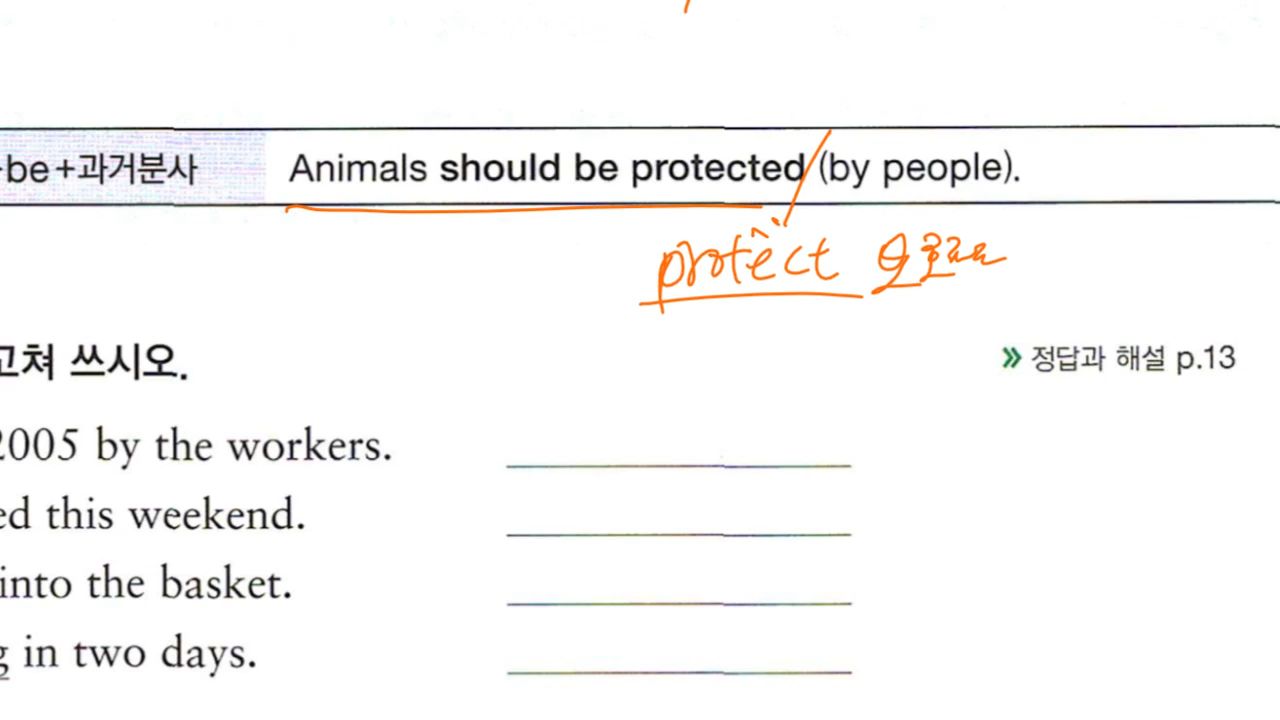 be+과거분사 Animals should be protected (by people).
protect 보호하다
고쳐 쓰시오. » 정답과 해설 p.13
2005 by the workers.
ed this weekend.
into the basket.
g in two days.